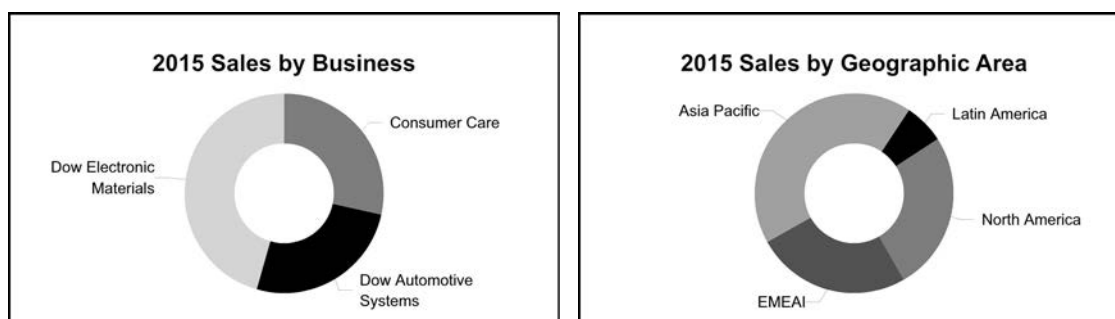 2015 Sales by Business
Consumer Care
Dow Electronic
Materials
Dow Automotive
Systems
2015 Sales by Geographic Area
Asia Pacific
Latin America
North America
EMEAI